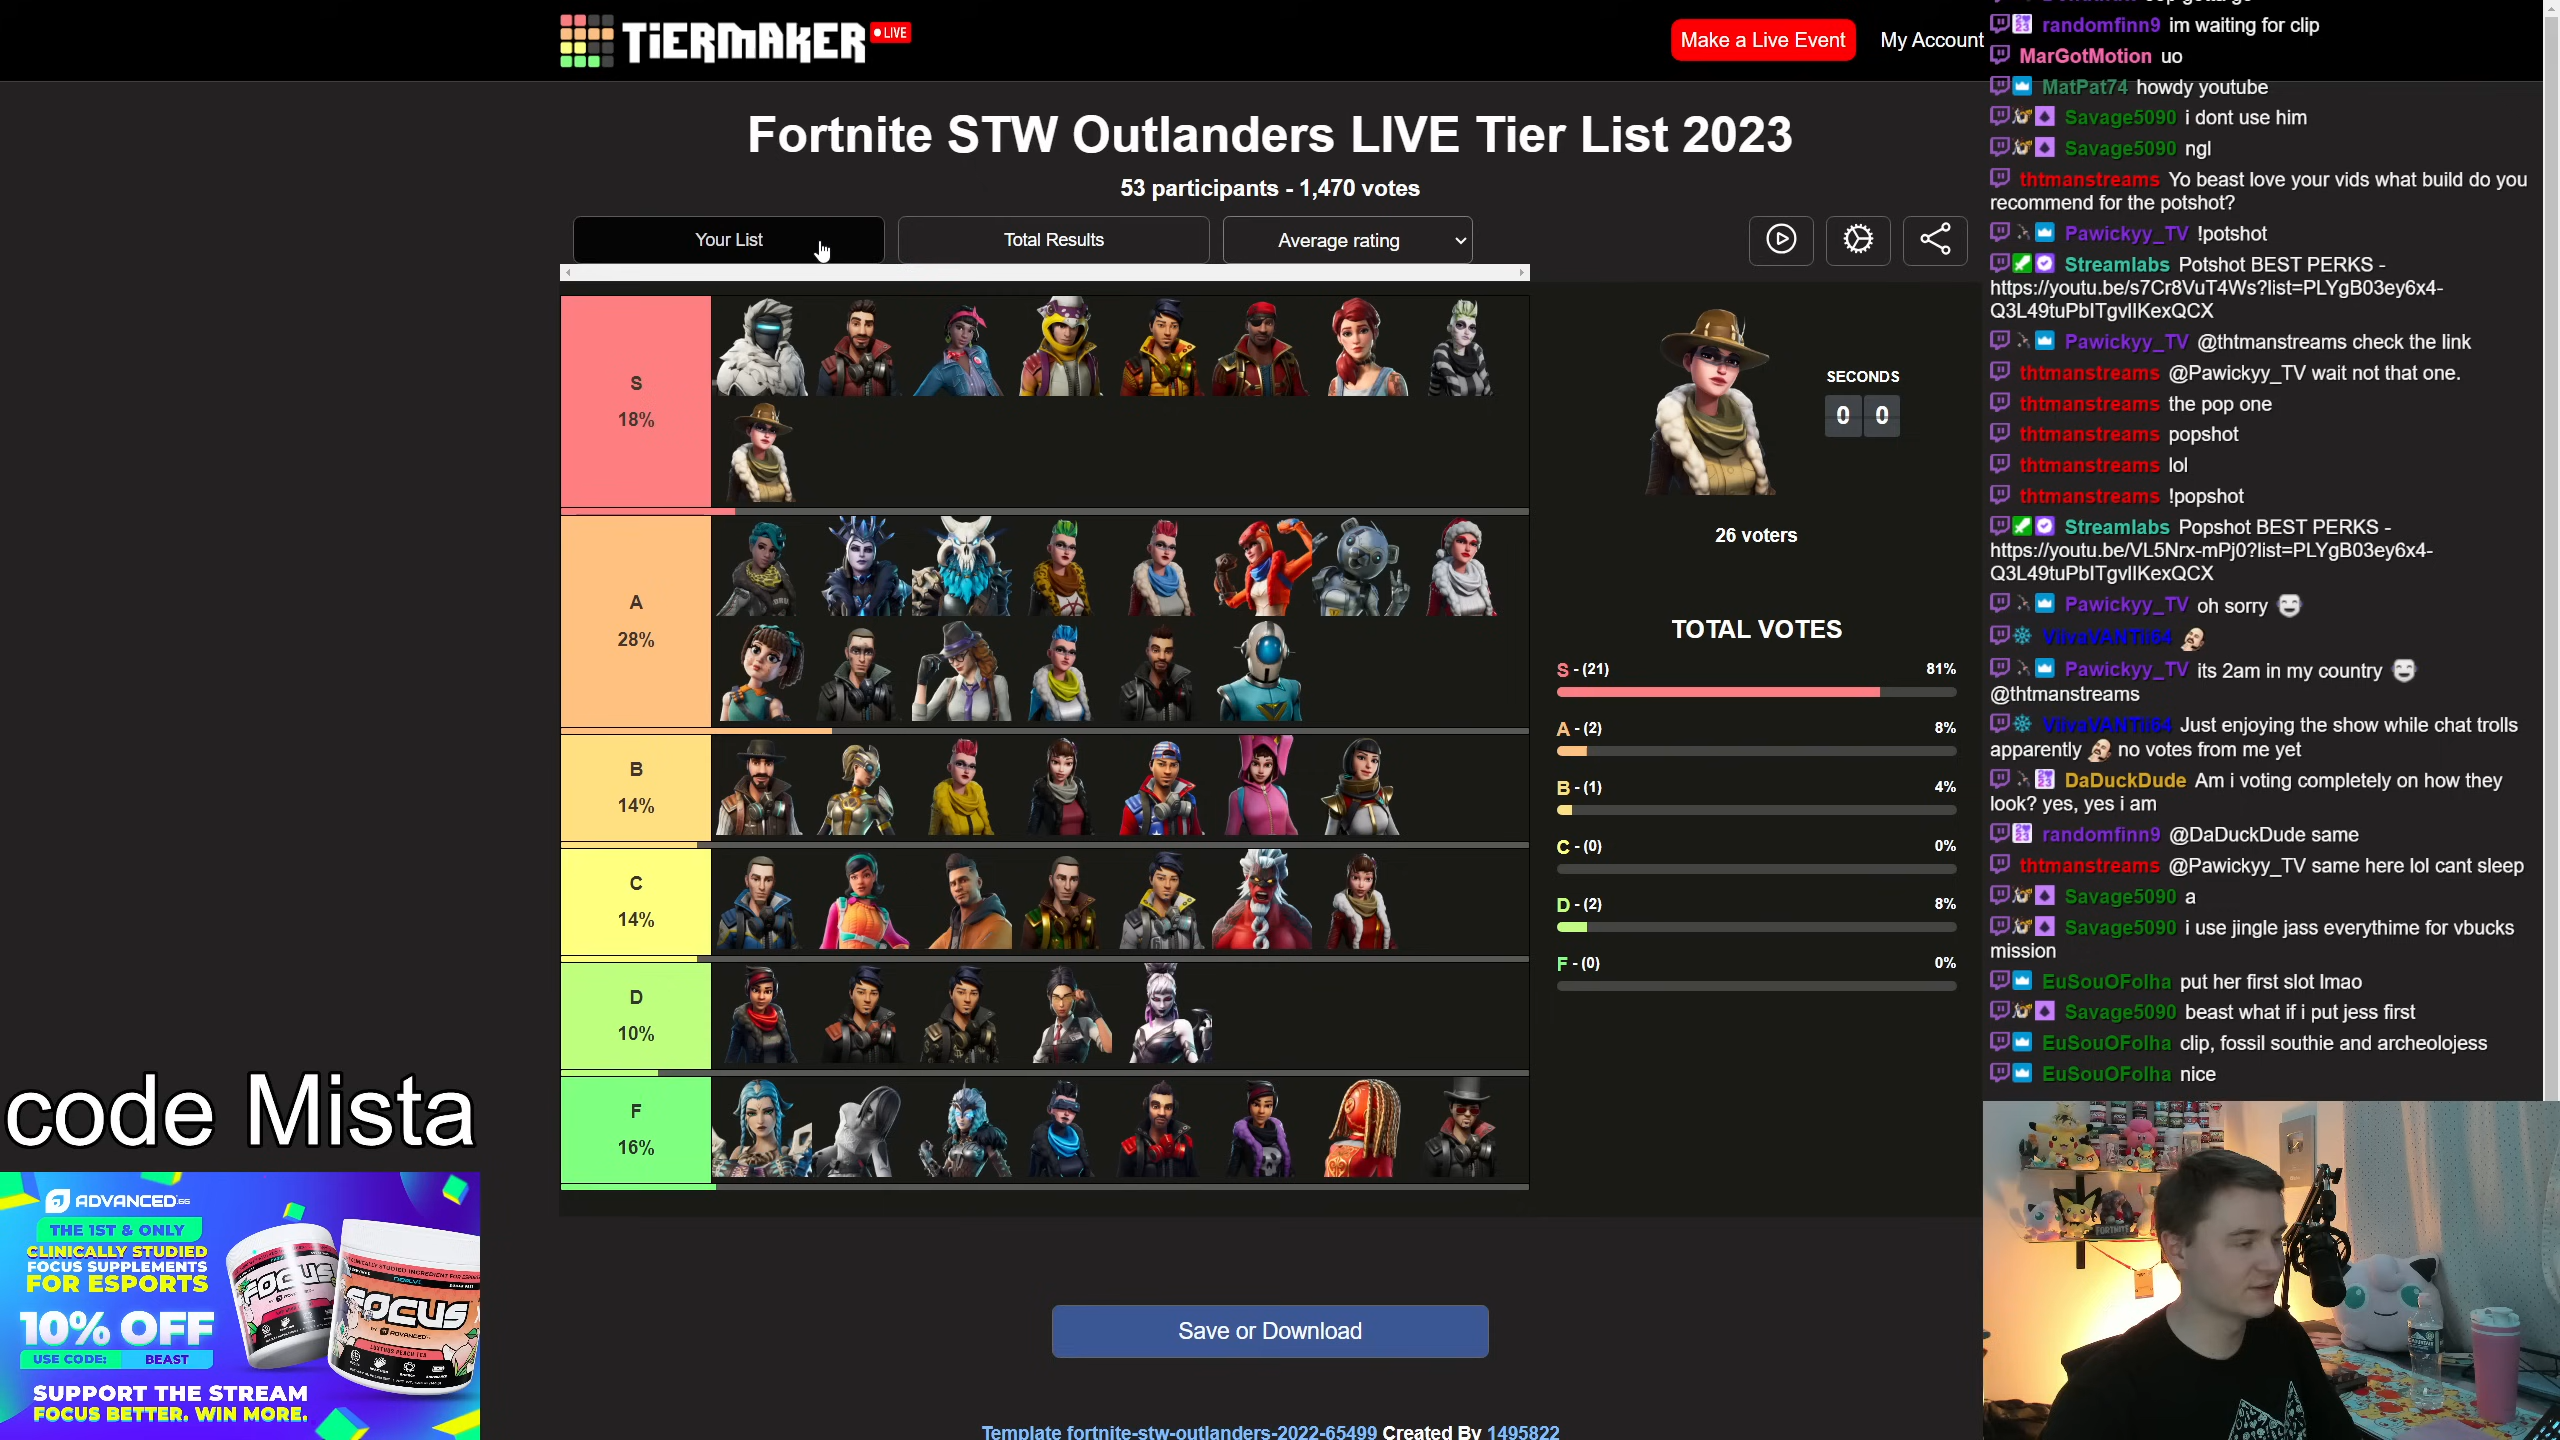 TiERMAKER
LIVE
Make a Live Event
My Account
Fortnite STW Outlanders LIVE Tier List 2023
53 participants - 1,470 votes
Your List
Total Results
Average rating
S
18%
A
28%
B
14%
C
14%
D
10%
F
16%
SECONDS
0 0
26 voters
TOTAL VOTES
S - (21) 81%
A - (2) 8%
B - (1) 4%
C - (0) 0%
D - (2) 8%
F - (0) 0%
Save or Download
Template fortnite-stw-outlanders-2022-65499 Created By 1495822
randomfinn9 im waiting for clip
MarGotMotion uo
MatPat74 howdy youtube
Savage5090 i dont use him
Savage5090 ngl
thtmanstreams Yo beast love your vids what build do you
recommend for the potshot?
Pawickyy_TV !potshot
Streamlabs Potshot BEST PERKS -
https://youtu.be/s7Cr8VuT4Ws?list=PLYgB03ey6x4-
Q3L49tuPbITgvIIKexQCX
Pawickyy_TV @thtmanstreams check the link
thtmanstreams @Pawickyy_TV wait not that one.
thtmanstreams the pop one
thtmanstreams popshot
thtmanstreams lol
thtmanstreams !popshot
Streamlabs Popshot BEST PERKS -
https://youtu.be/VL5Nrx-mPj0?list=PLYgB03ey6x4-
Q3L49tuPbITgvIIKexQCX
Pawickyy_TV oh sorry
Pawickyy_TV its 2am in my country
@thtmanstreams
Just enjoying the show while chat trolls
apparently no votes from me yet
DaDuckDude Am i voting completely on how they
look? yes, yes i am
randomfinn9 @DaDuckDude same
thtmanstreams @Pawickyy_TV same here lol cant sleep
Savage5090 a
Savage5090 i use jingle jass everythime for vbucks
mission
EuSouOFolha put her first slot lmao
Savage5090 beast what if i put jess first
EuSouOFolha clip, fossil southie and archeolojess
EuSouOFolha nice
code Mista
ADVANCED.GG
THE 1ST & ONLY
CLINICALLY STUDIED
FOCUS SUPPLEMENTS
FOR ESPORTS
10% OFF
USE CODE: BEAST
SUPPORT THE STREAM
FOCUS BETTER. WIN MORE.
FOCUS
FOCUS